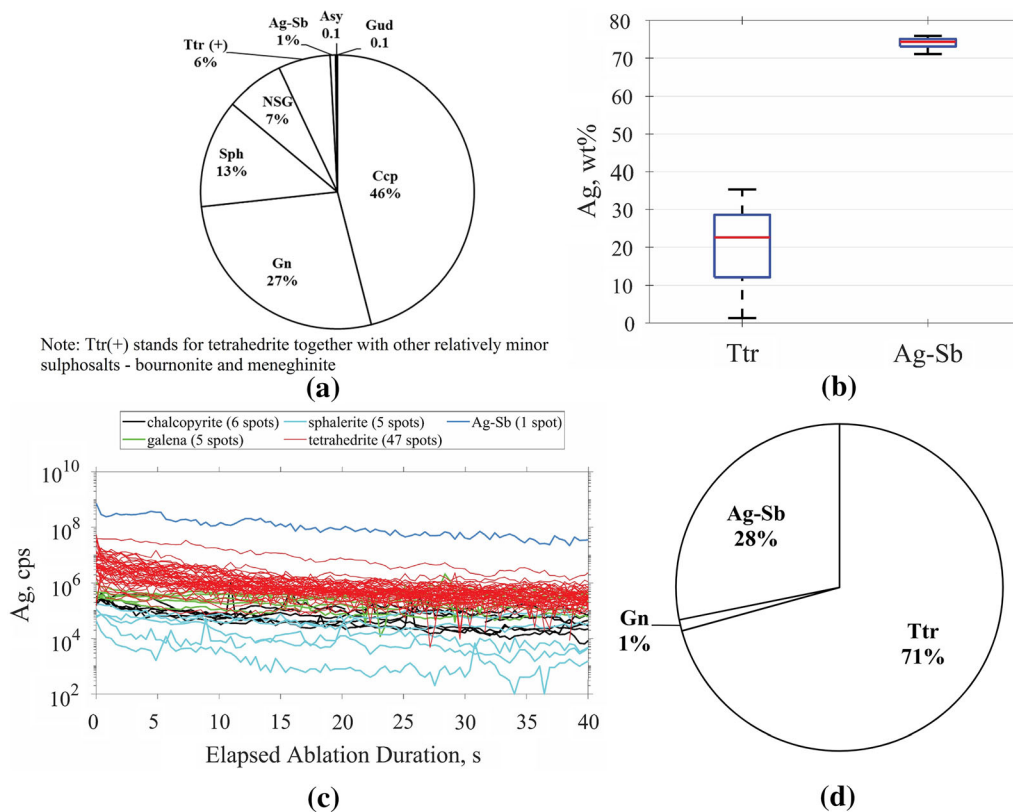 Ag-Sb
1%
Asy
0.1
Gud
0.1
Ttr (+)
6%
NSG
7%
Sph
13%
Ccp
46%
Gn
27%
Note: Ttr(+) stands for tetrahedrite together with other relatively minor
sulphosalts - bournonite and meneghinite
(a)
Ag, wt%
80
70
60
50
40
30
20
10
0
Ttr
Ag-Sb
(b)
chalcopyrite (6 spots)
sphalerite (5 spots)
Ag-Sb (1 spot)
galena (5 spots)
tetrahedrite (47 spots)
Ag, cps
10^10
10^8
10^6
10^4
10^2
0 5 10 15 20 25 30 35 40
Elapsed Ablation Duration, s
(c)
Ag-Sb
28%
Gn
1%
Ttr
71%
(d)